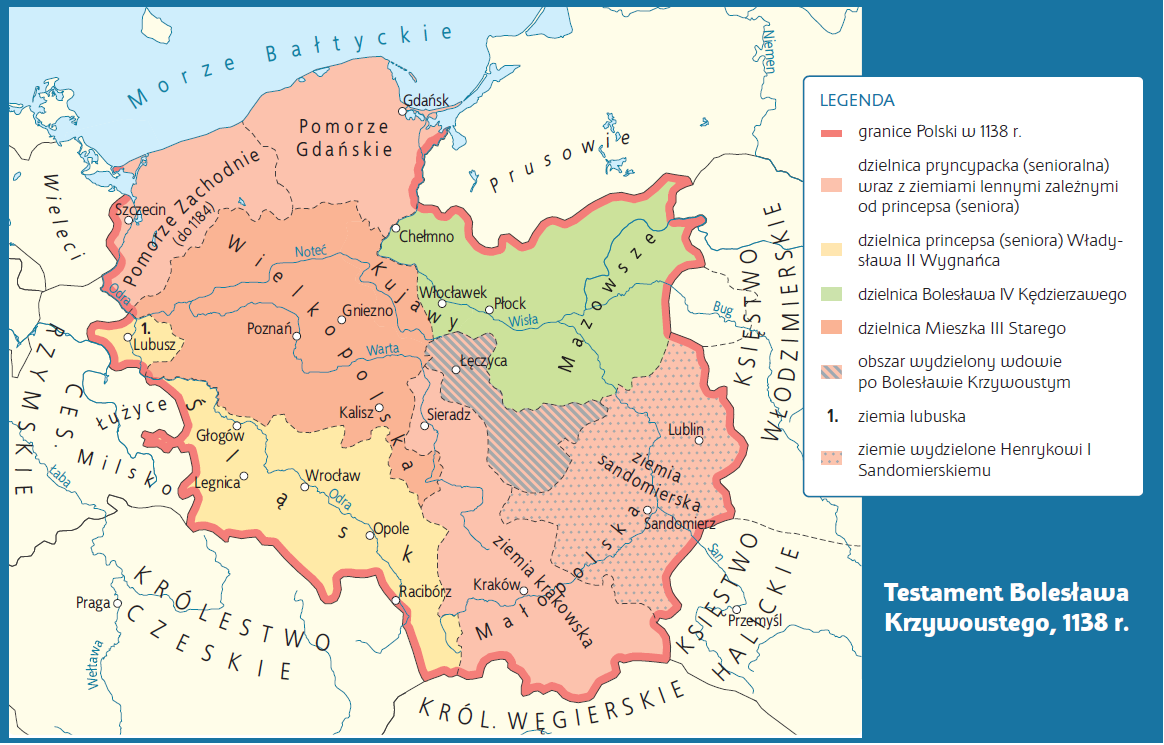 Morze Bałtyckie
Niemen
Gdańsk
Pomorze
Gdańskie
Prusowie
Wieleci
Szczecin
Pomorze Zachodnie
(do 1184)
Odra
Chełmno
Wielkopolska
Noteć
Kujawy
Włocławek
Płock
Wisła
Mazowsze
Bug
KSIĘSTWO
WŁODZIMIERSKIE
1.
Lubusz
Poznań
Gniezno
Warta
Łęczyca
Kalisz
Sieradz
Lublin
RZYMSKIE
CES.
Łużyce
Milsko
Łaba
Śląsk
Głogów
Legnica
Wrocław
Odra
Opole
Racibórz
ziemia
sandomierska
Sandomierz
San
ziemia krakowska
Kraków
Małopolska
Przemyśl
KSIĘSTWO
HALICKIE
Praga
KRÓLESTWO
CZESKIE
Wełtawa
KRÓL. WĘGIERSKIE
LEGENDA
granice Polski w 1138 r.
dzielnica pryncypacka (senioralna)
wraz z ziemiami lennymi zależnymi
od princepsa (seniora)
dzielnica princepsa (seniora) Włady-
sława II Wygnańca
dzielnica Bolesława IV Kędzierzawego
dzielnica Mieszka III Starego
obszar wydzielony wdowie
po Bolesławie Krzywoustym
1. ziemia lubuska
ziemie wydzielone Henrykowi I
Sandomierskiemu
Testament Bolesława
Krzywoustego, 1138 r.